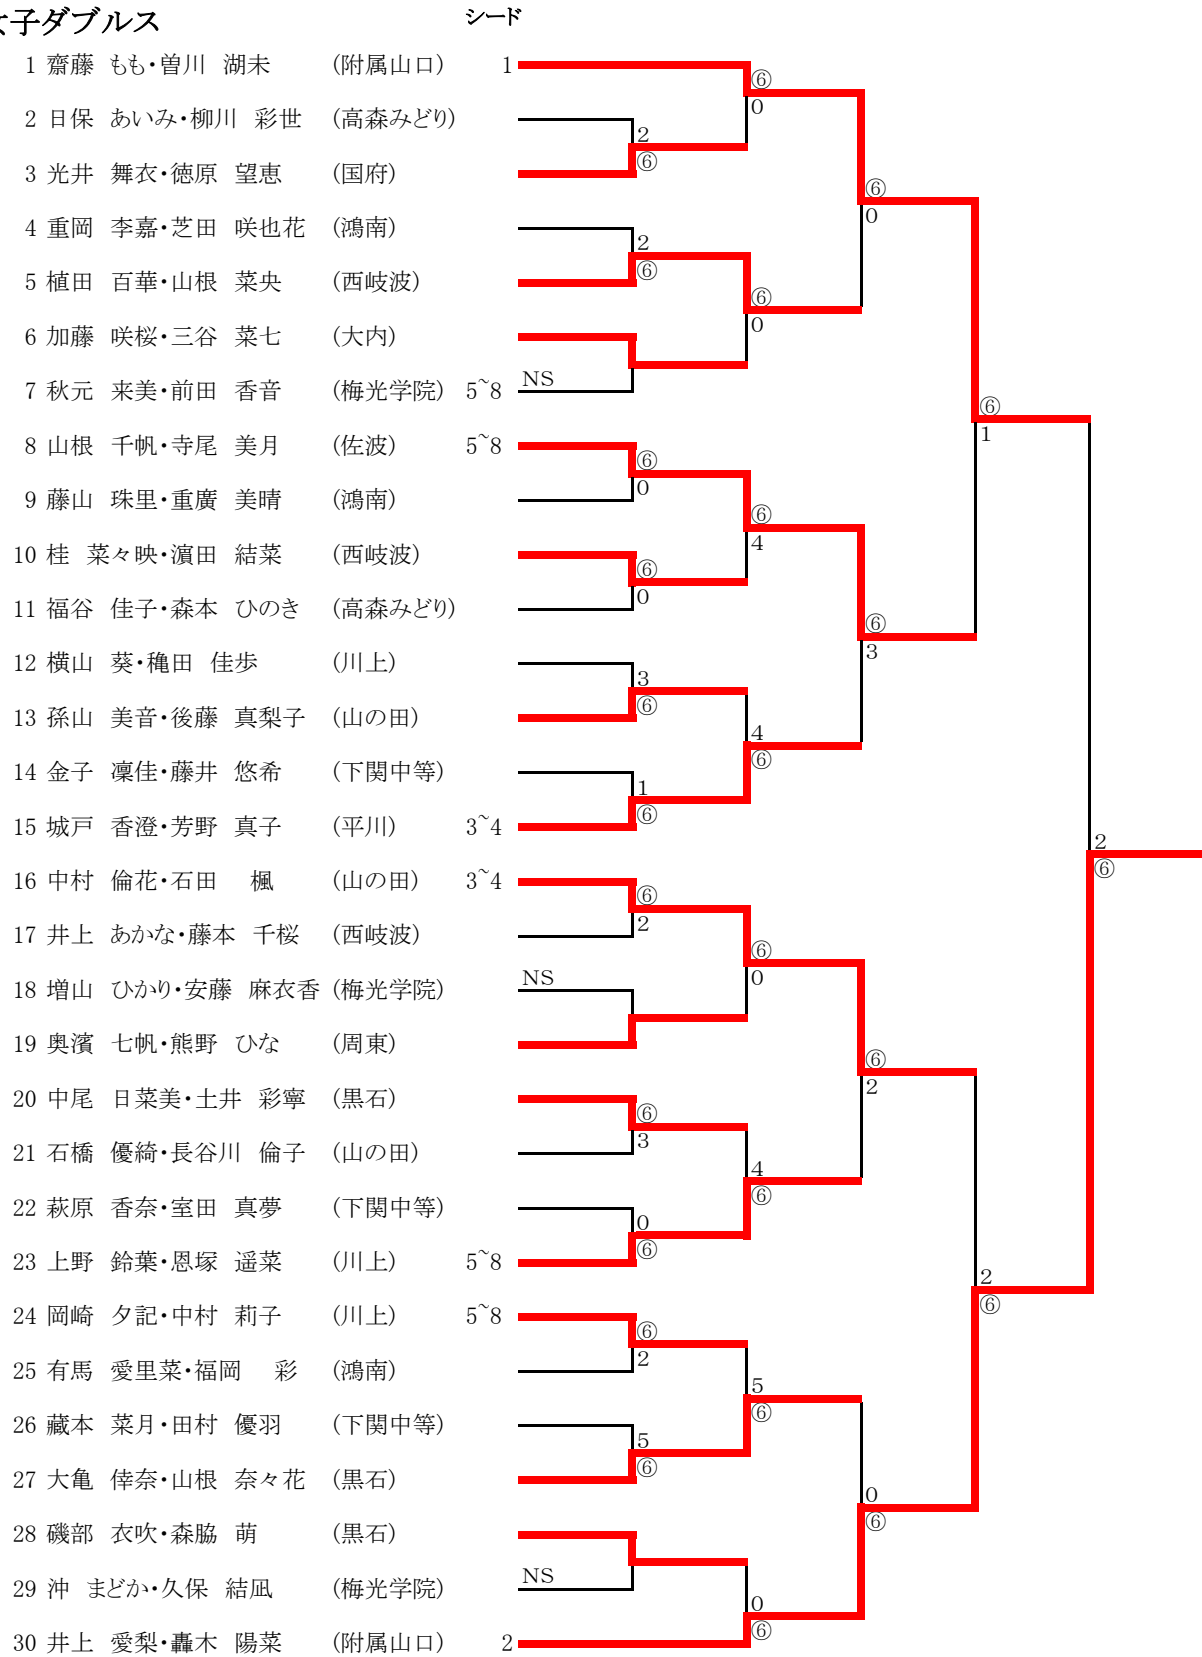 女子ダブルス シード
1 齋藤 もも・曽川 湖未 (附属山口) 1
⑥
0
2 日保 あいみ・柳川 彩世 (高森みどり)
2
⑥
3 光井 舞衣・徳原 望恵 (国府)
⑥
0
4 重岡 李嘉・芝田 咲也花 (鴻南)
2
⑥
5 植田 百華・山根 菜央 (西岐波)
⑥
0
6 加藤 咲桜・三谷 菜七 (大内)
7 秋元 来美・前田 香音 (梅光学院) 5~8 NS
⑥
1
8 山根 千帆・寺尾 美月 (佐波) 5~8
⑥
0
9 藤山 珠里・重廣 美晴 (鴻南)
⑥
4
10 桂 菜々映・濵田 結菜 (西岐波)
⑥
0
11 福谷 佳子・森本 ひのき (高森みどり)
⑥
3
12 横山 葵・穐田 佳歩 (川上)
3
⑥
13 孫山 美音・後藤 真梨子 (山の田)
4
⑥
14 金子 凜佳・藤井 悠希 (下関中等)
1
⑥
15 城戸 香澄・芳野 真子 (平川) 3~4
2
⑥
16 中村 倫花・石田 楓 (山の田) 3~4
⑥
2
17 井上 あかな・藤本 千桜 (西岐波)
⑥
0
18 増山 ひかり・安藤 麻衣香 (梅光学院) NS
19 奥濱 七帆・熊野 ひな (周東)
⑥
2
20 中尾 日菜美・土井 彩寧 (黒石)
⑥
3
21 石橋 優綺・長谷川 倫子 (山の田)
4
⑥
22 萩原 香奈・室田 真夢 (下関中等)
0
⑥
23 上野 鈴葉・恩塚 遥菜 (川上) 5~8
2
⑥
24 岡崎 夕記・中村 莉子 (川上) 5~8
⑥
2
25 有馬 愛里菜・福岡 彩 (鴻南)
5
⑥
26 藏本 菜月・田村 優羽 (下関中等)
5
⑥
27 大亀 倖奈・山根 奈々花 (黒石)
0
⑥
28 磯部 衣吹・森脇 萌 (黒石)
29 沖 まどか・久保 結凪 (梅光学院) NS
0
⑥
30 井上 愛梨・轟木 陽菜 (附属山口) 2